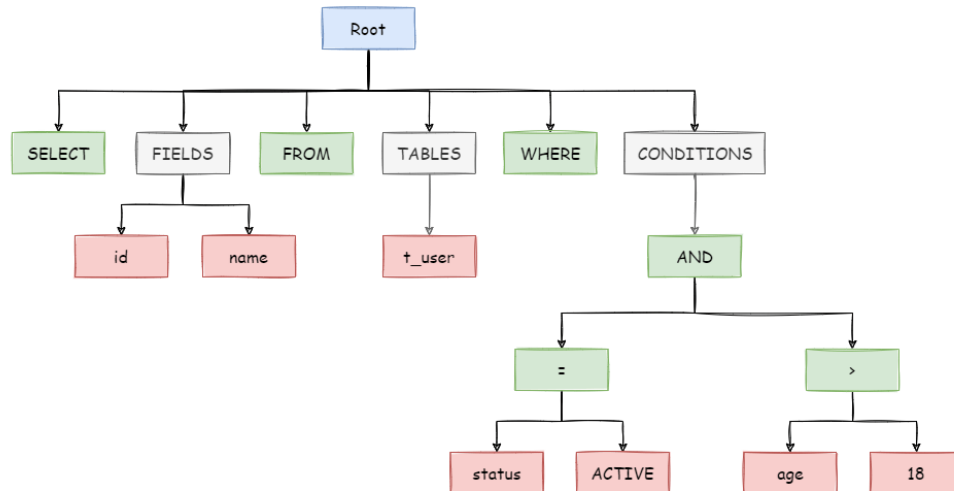 Root
SELECT FIELDS FROM TABLES WHERE CONDITIONS
id name t_user AND
= >
status ACTIVE age 18